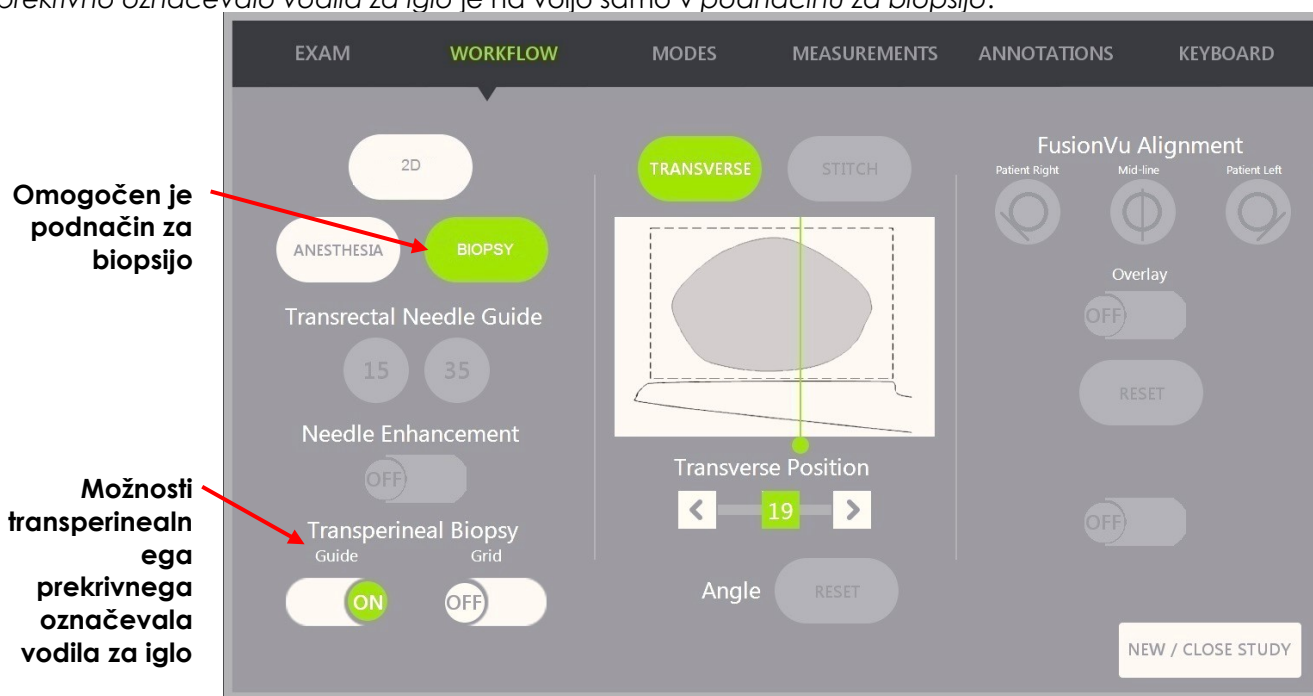 prekrivno označevalo vodila za iglo je na voljo samo v podnačinu za biopsijo.
EXAM WORKFLOW MODES MEASUREMENTS ANNOTATIONS KEYBOARD
Omogočen je
podnačin za
biopsijo
Možnosti
transperinealn
ega
prekrivnega
označevala
vodila za iglo
2D
ANESTHESIA BIOPSY
Transrectal Needle Guide
15 35
Needle Enhancement
OFF
Transperineal Biopsy
Guide Grid
ON OFF
TRANSVERSE STITCH
Transverse Position
< 19 >
Angle RESET
FusionVu Alignment
Patient Right Mid-line Patient Left
Overlay
OFF
RESET
OFF
NEW / CLOSE STUDY